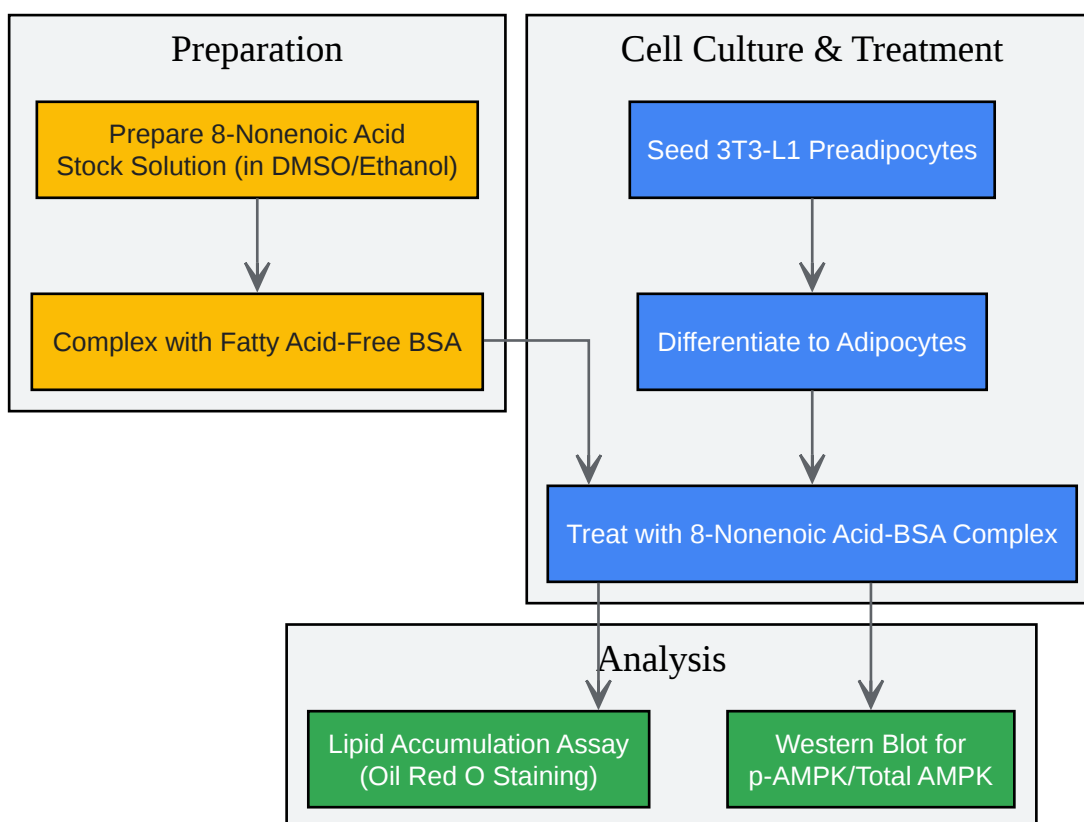 Preparation
Prepare 8-Nonenoic Acid
Stock Solution (in DMSO/Ethanol)
Complex with Fatty Acid-Free BSA
Cell Culture & Treatment
Seed 3T3-L1 Preadipocytes
Differentiate to Adipocytes
Treat with 8-Nonenoic Acid-BSA Complex
Analysis
Lipid Accumulation Assay
(Oil Red O Staining)
Western Blot for
p-AMPK/Total AMPK